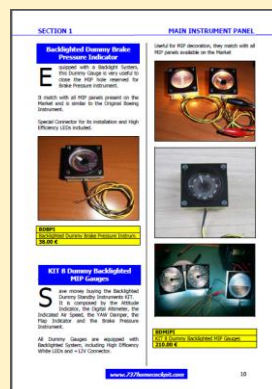 SECTION 1
MAIN INSTRUMENT PANEL
Backlighted Dummy Brake
Pressure Indicator
Equipped with a Backlight System,
this Dummy Gauge is very useful to
close the MIP hole reserved for
Brake Pressure instrument.
It match with all MIP panels present on the
Market and is similar to the Original Boeing
Instrument.
Special Connector for its installation and High
Efficiency LEDs included.
BDBPI
Backlighted Dummy Brake Pressure Instrum.
38.00 €
KIT 8 Dummy Backlighted
MIP Gauges
Save money buying the Backlighted
Dummy Standby Instruments KIT.
It is composed by the Attitude
Indicator, the Digital Altimeter, the
Indicated Air Speed, the YAW Damper, the
Flap Indicator and the Brake Pressure
Instrument.
All Dummy Gauges are equipped with
Backlighted System, including High Efficiency
White LEDs and +12V Connector.
Useful for MIP decoration, they match with all
MIP panels available on the Market
BDMIP1
KIT 8 Dummy Backlighted MIP Gauges
210.00 €
www.737homecockpit.com
10